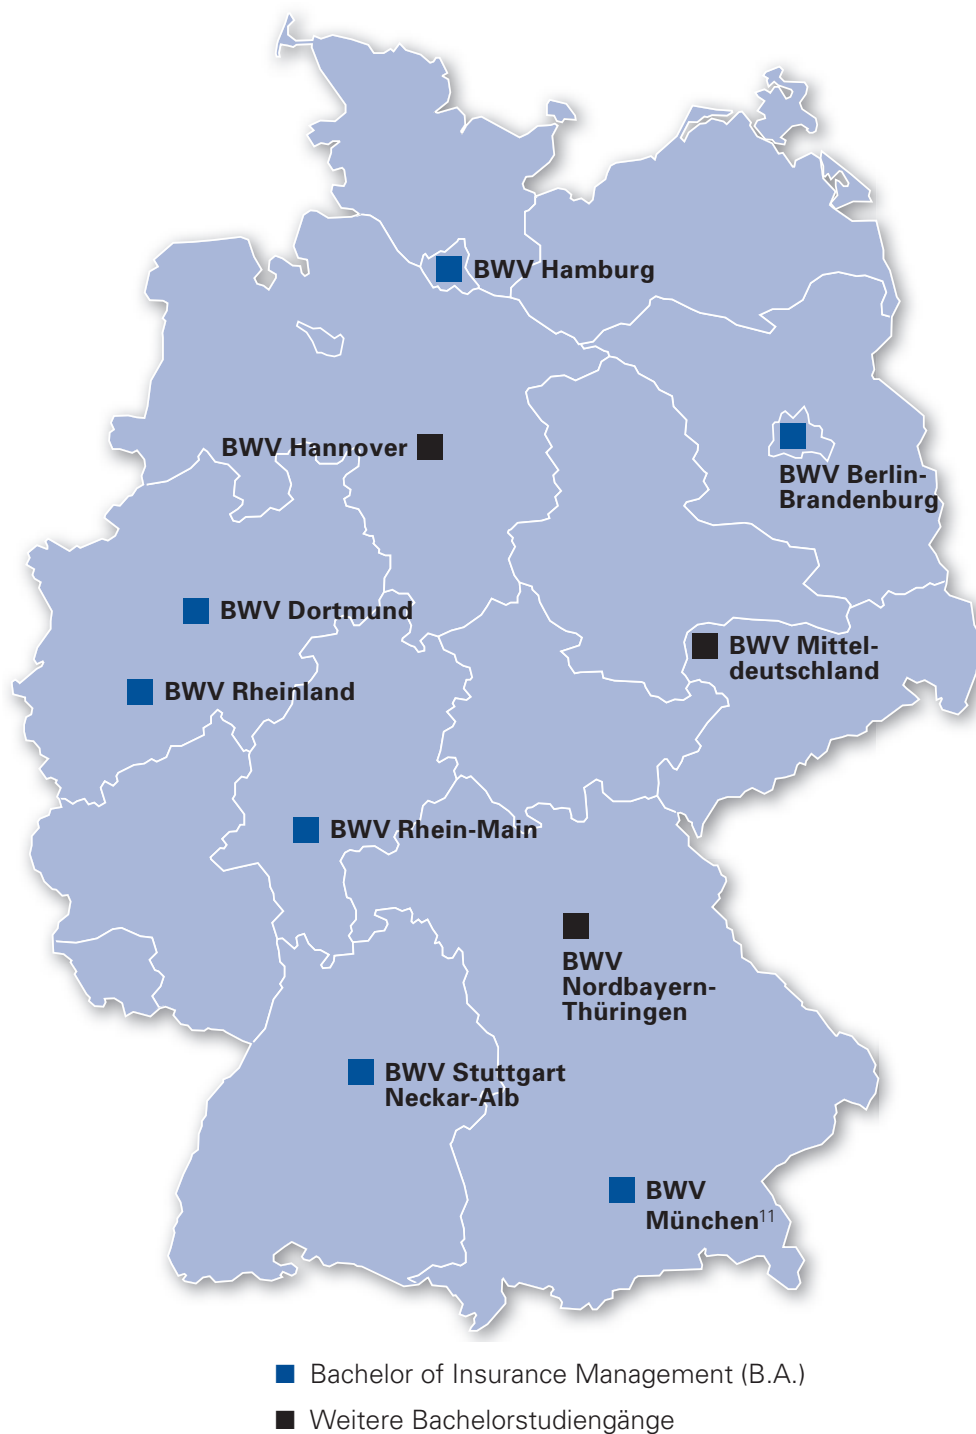 BWV Hamburg
BWV Hannover
BWV Berlin-
Brandenburg
BWV Dortmund
BWV Mittel-
deutschland
BWV Rheinland
BWV Rhein-Main
BWV
Nordbayern-
Thüringen
BWV Stuttgart
Neckar-Alb
BWV
München¹¹
Bachelor of Insurance Management (B.A.)
Weitere Bachelorstudiengänge